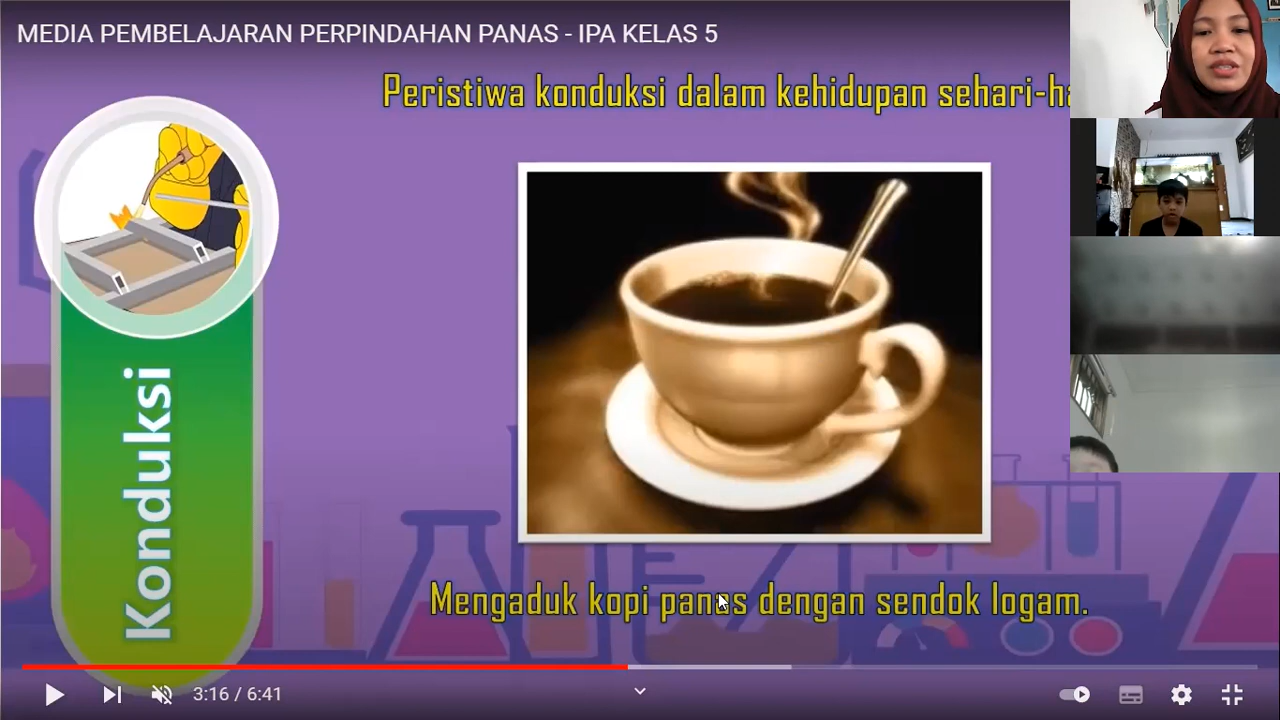 MEDIA PEMBELAJARAN PERPINDAHAN PANAS - IPA KELAS 5
Peristiwa konduksi dalam kehidupan sehari-ha
Konduksi
Mengaduk kopi panas dengan sendok logam.
3:16 / 6:41